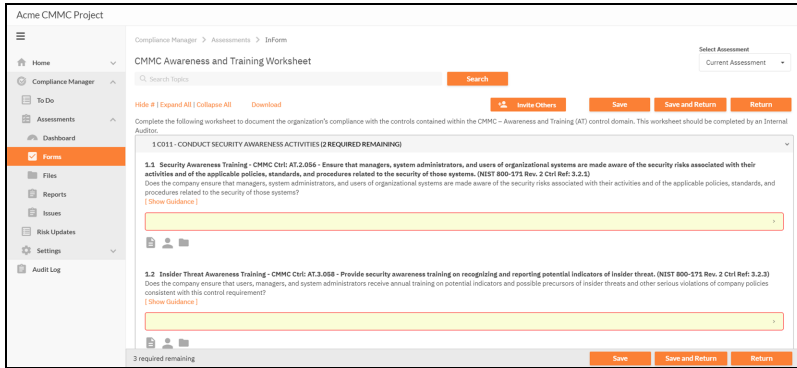 Acme CMMC Project
Compliance Manager > Assessments > InForm
Select Assessment
Home
CMMC Awareness and Training Worksheet
Current Assessment
Compliance Manager
Search Topics
Search
To Do
Hide # | Expand All | Collapse All
Download
Invite Others
Save
Save and Return
Return
Assessments
Complete the following worksheet to document the organization's compliance with the controls contained within the CMMC – Awareness and Training (AT) control domain. This worksheet should be completed by an Internal
Auditor.
Dashboard
1 C011 - CONDUCT SECURITY AWARENESS ACTIVITIES (2 REQUIRED REMAINING)
Forms
1.1 Security Awareness Training - CMMC Ctrl: AT.2.056 - Ensure that managers, system administrators, and users of organizational systems are made aware of the security risks associated with their
activities and of the applicable policies, standards, and procedures related to the security of those systems. (NIST 800-171 Rev. 2 Ctrl Ref: 3.2.1)
Files
Does the company ensure that managers, system administrators, and users of organizational systems are made aware of the security risks associated with their activities and of the applicable policies, standards, and
procedures related to the security of those systems?
Reports
[ Show Guidance ]
Issues
Risk Updates
Settings
Audit Log
1.2 Insider Threat Awareness Training - CMMC Ctrl: AT.3.058 - Provide security awareness training on recognizing and reporting potential indicators of insider threat. (NIST 800-171 Rev. 2 Ctrl Ref: 3.2.3)
Does the company ensure that users, managers, and system administrators receive annual training on potential indicators and possible precursors of insider threats and other serious violations of company policies
consistent with this control requirement?
[ Show Guidance ]
3 required remaining
Save
Save and Return
Return